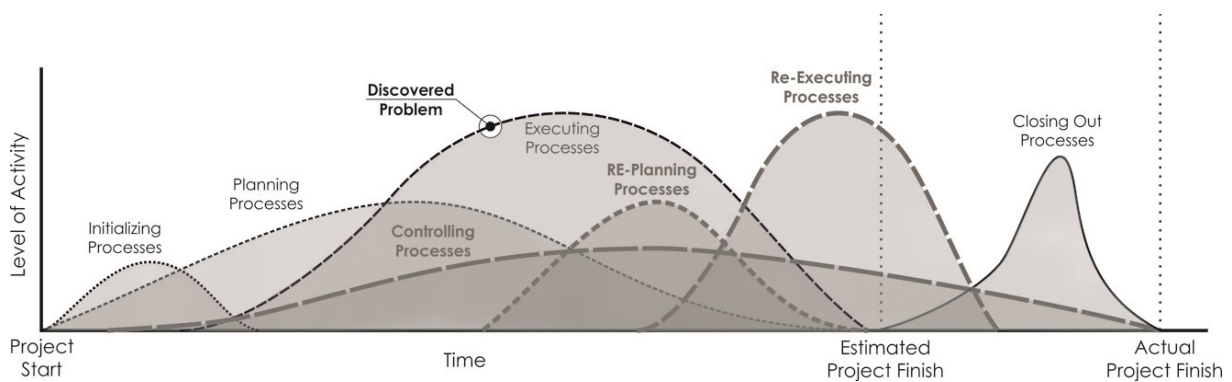 Level of Activity
Discovered
Problem
Re-Executing
Processes
Closing Out
Processes
Executing
Processes
RE-Planning
Processes
Planning
Processes
Initializing
Processes
Controlling
Processes
Project
Start
Time
Estimated
Project Finish
Actual
Project Finish